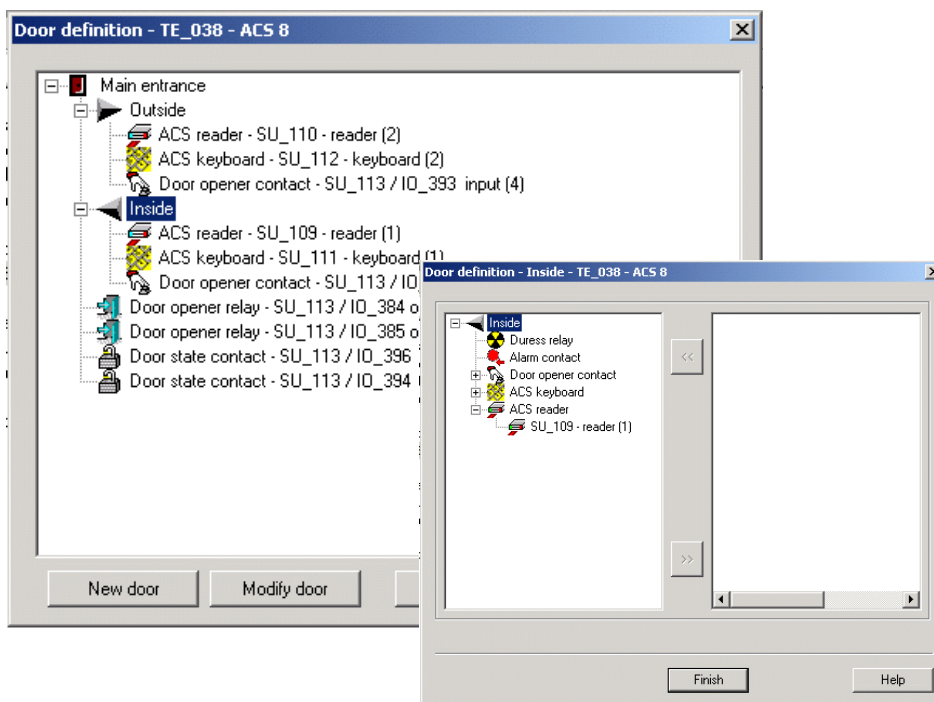 Door definition - TE_038 - ACS 8
Main entrance
Outside
ACS reader - SU_110 - reader (2)
ACS keyboard - SU_112 - keyboard (2)
Door opener contact - SU_113 / IO_393 input (4)
Inside
ACS reader - SU_109 - reader (1)
ACS keyboard - SU_111 - keyboard (1)
Door opener contact - SU_113 / IO
Door opener relay - SU_113 / IO_384 o
Door opener relay - SU_113 / IO_385 o
Door state contact - SU_113 / IO_396
Door state contact - SU_113 / IO_394
New door
Modify door
Door definition - Inside - TE_038 - ACS 8
Inside
Duress relay
Alarm contact
Door opener contact
ACS keyboard
ACS reader
SU_109 - reader (1)
<<
>>
Finish
Help